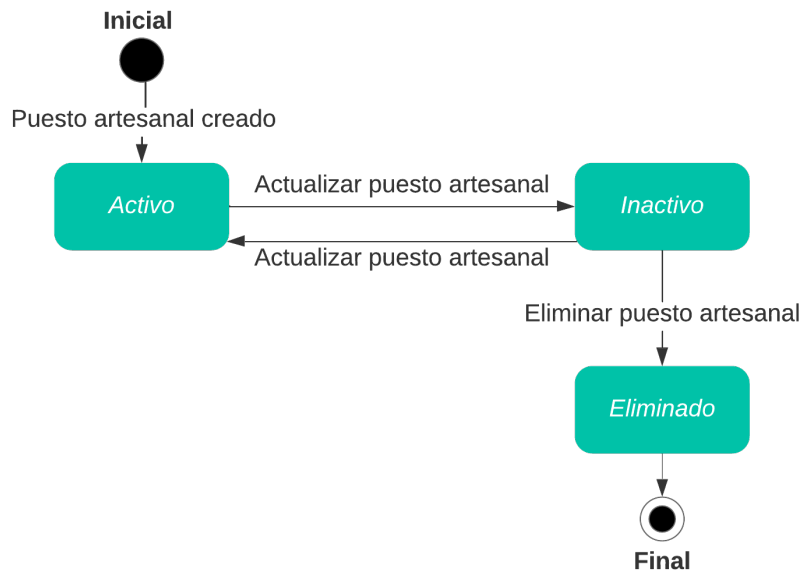 Inicial
Puesto artesanal creado
Activo
Actualizar puesto artesanal
Inactivo
Actualizar puesto artesanal
Eliminar puesto artesanal
Eliminado
Final